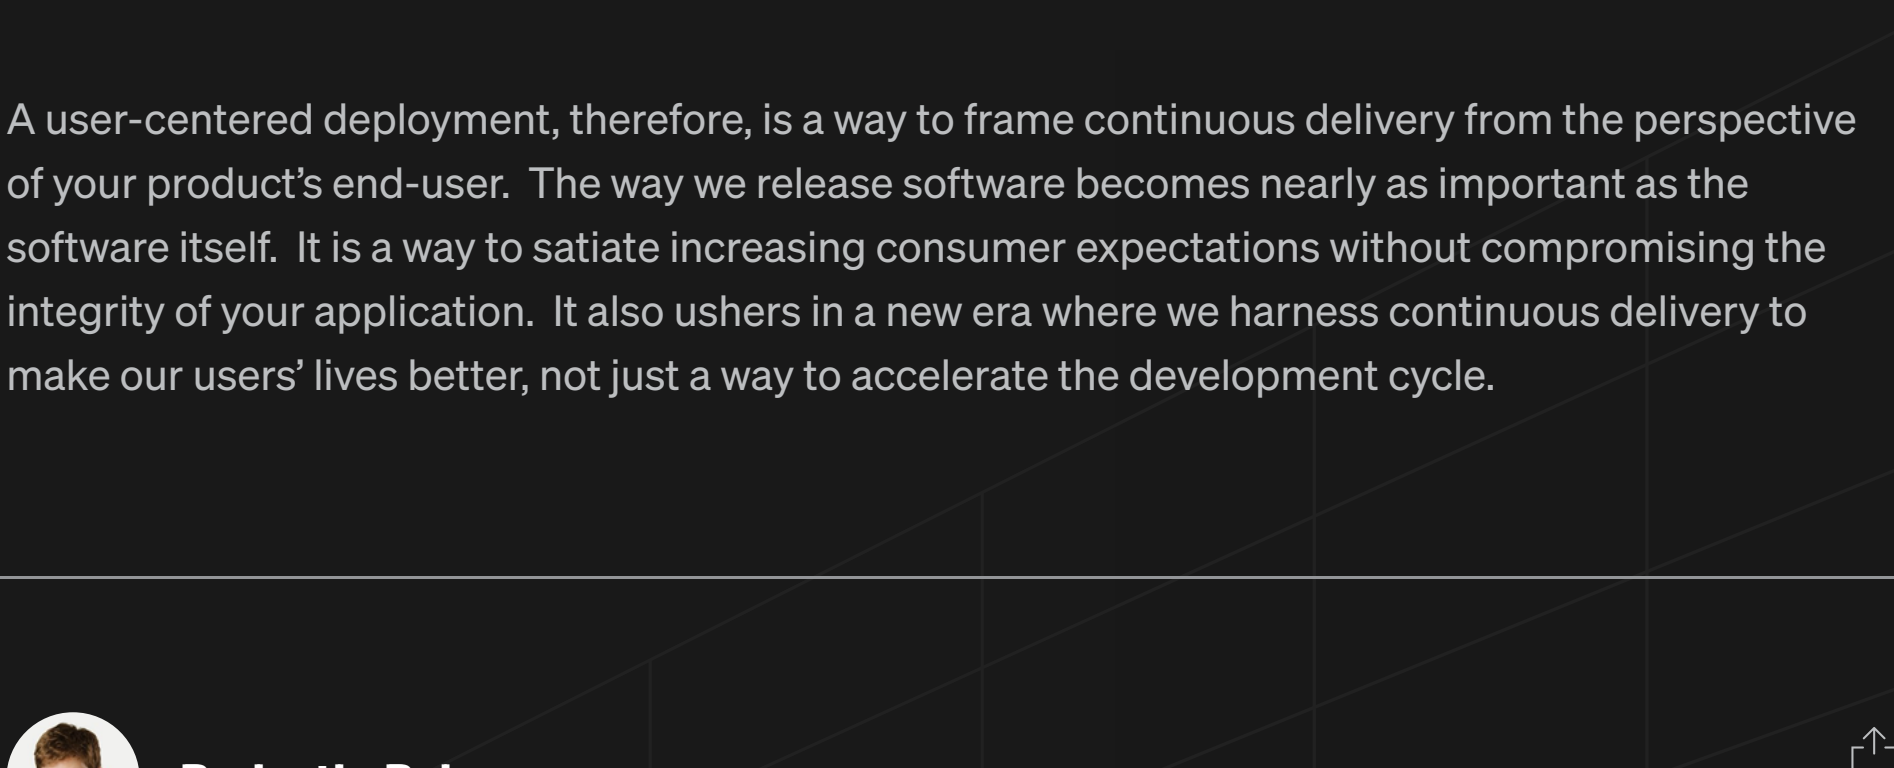 A user-centered deployment, therefore, is a way to frame continuous delivery from the perspective
of your product’s end-user.  The way we release software becomes nearly as important as the
software itself.  It is a way to satiate increasing consumer expectations without compromising the
integrity of your application.  It also ushers in a new era where we harness continuous delivery to
make our users’ lives better, not just a way to accelerate the development cycle.